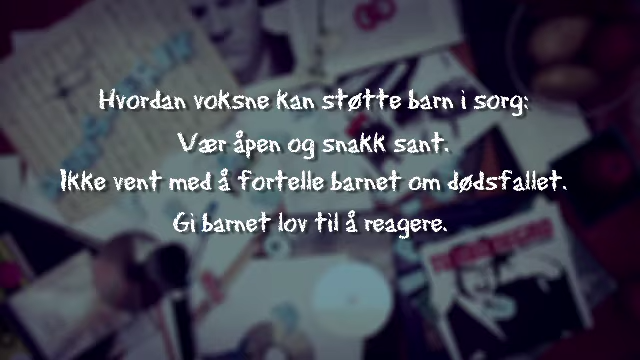 Hvordan voksne kan støtte barn i sorg:
Vær åpen og snakk sant.
Ikke vent med å fortelle barnet om dødsfallet.
Gi barnet lov til å reagere.